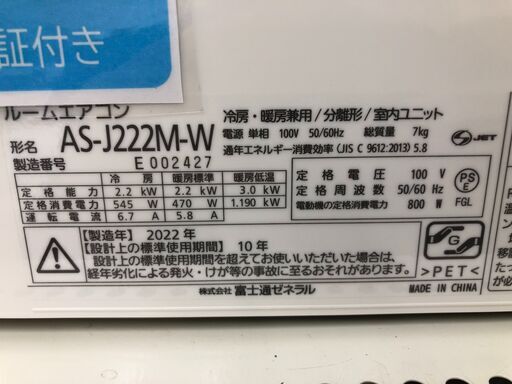 証付き
ルームエアコン
形名 AS-J222M-W
製造番号 E002427
冷房・暖房兼用/分離形/室内ユニット
電源 単相 100V 50/60Hz 総質量 7kg
通年エネルギー消費効率(JIS C 9612:2013) 5.8
JET
冷房 暖房標準 暖房低温
定格能力 2.2 kW 2.2 kW 3.0 kW
定格消費電力 545 W 470 W 1.190 kW
運転電流 6.7 A 5.8 A
定格電圧 100 V
定格周波数 50/60 Hz
電動機の定格消費電力 800 W
PS
E
FGL
【製造年】2022年
【設計上の標準使用期間】10年
設計上の標準使用期間を超えてお使いいただいた場合は、
経年劣化による発火・けが等の事故に至るおそれがあります。
G
>PET<
株式会社 富士通ゼネラル
MADE IN CHINA